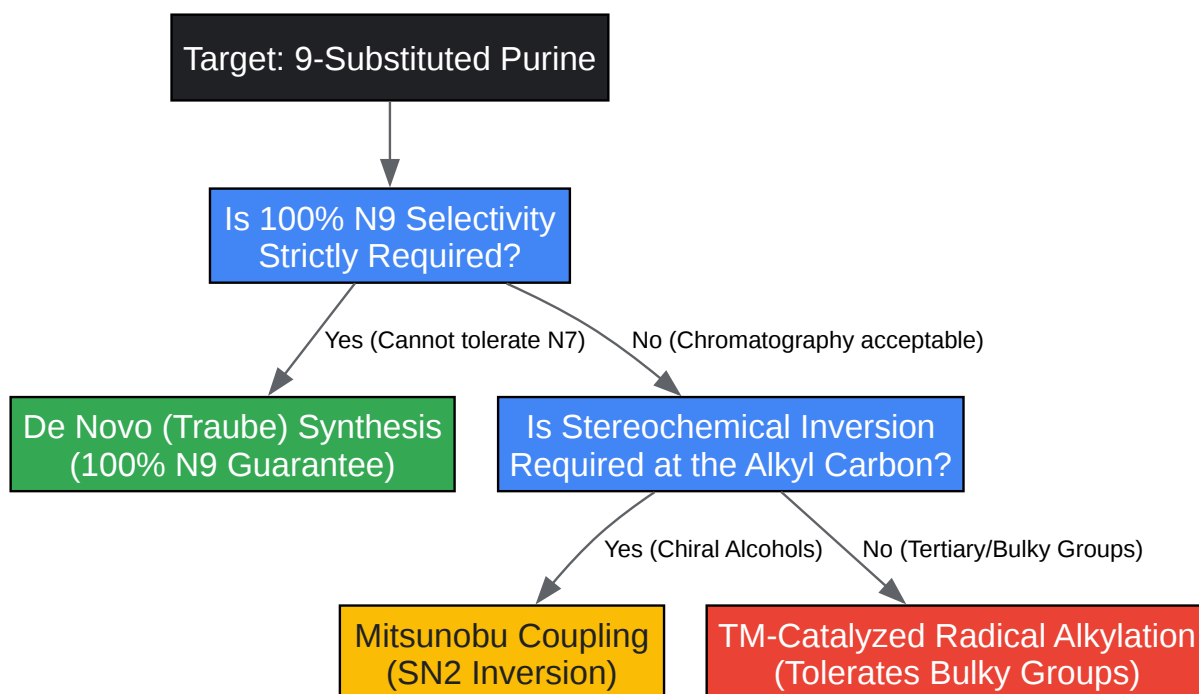 Target: 9-Substituted Purine
Is 100% N9 Selectivity
Strictly Required?
Yes (Cannot tolerate N7)
No (Chromatography acceptable)
De Novo (Traube) Synthesis
(100% N9 Guarantee)
Is Stereochemical Inversion
Required at the Alkyl Carbon?
Yes (Chiral Alcohols)
No (Tertiary/Bulky Groups)
Mitsunobu Coupling
(SN2 Inversion)
TM-Catalyzed Radical Alkylation
(Tolerates Bulky Groups)